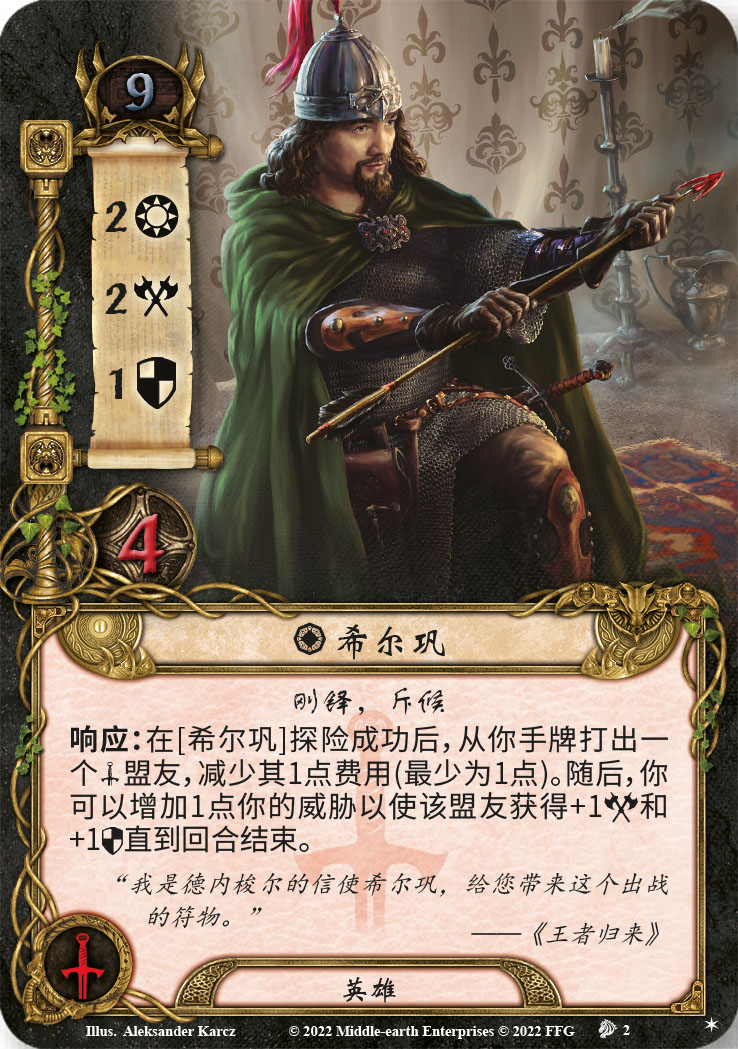 9
2
2
1
4
希尔巩
刚铎，斥候
响应：在[希尔巩]探险成功后，从你手牌打出一
个盟友，减少其1点费用(最少为1点)。随后，你
可以增加1点你的威胁以使该盟友获得+1和
+1直到回合结束。
“我是德内梭尔的信使希尔巩，给您带来这个出战
的符物。”
——《王者归来》
英雄
Illus. Aleksander Karcz © 2022 Middle-earth Enterprises © 2022 FFG 2